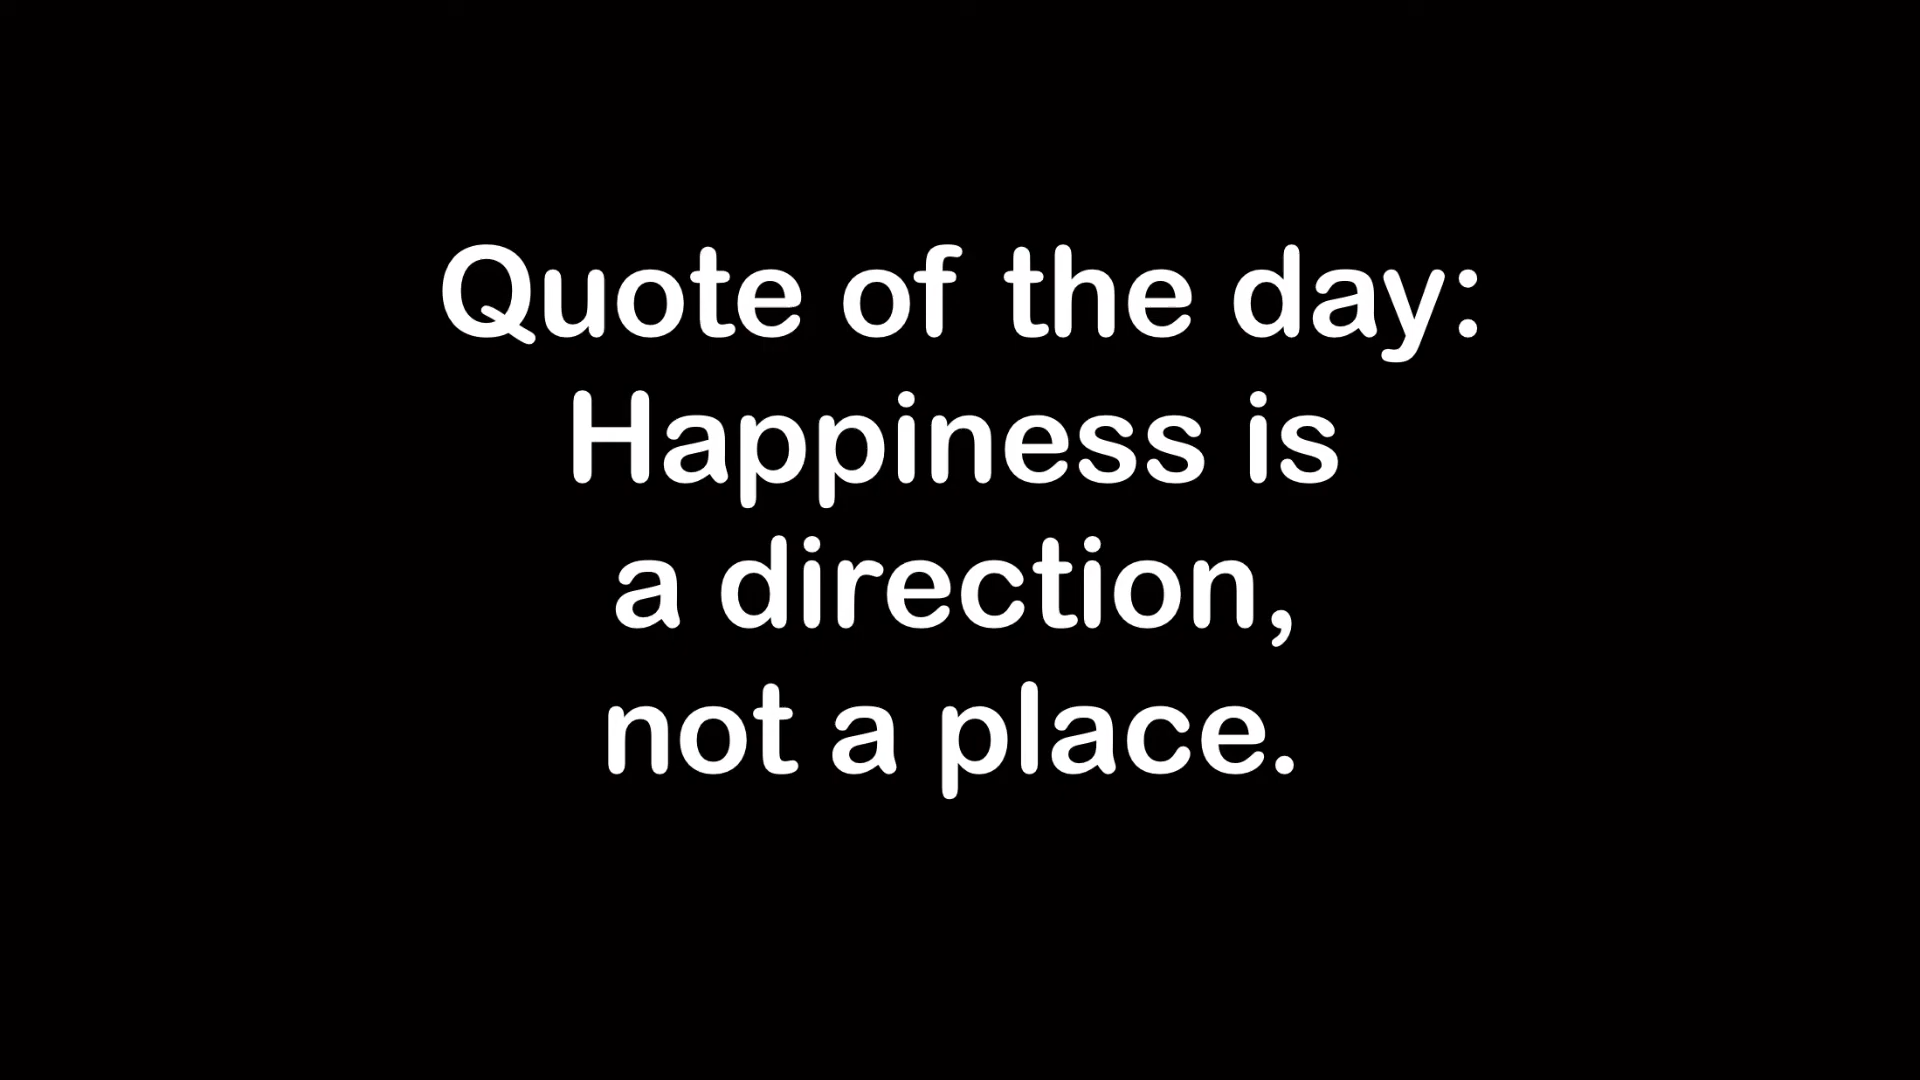 Quote of the day:
Happiness is
a direction,
not a place.